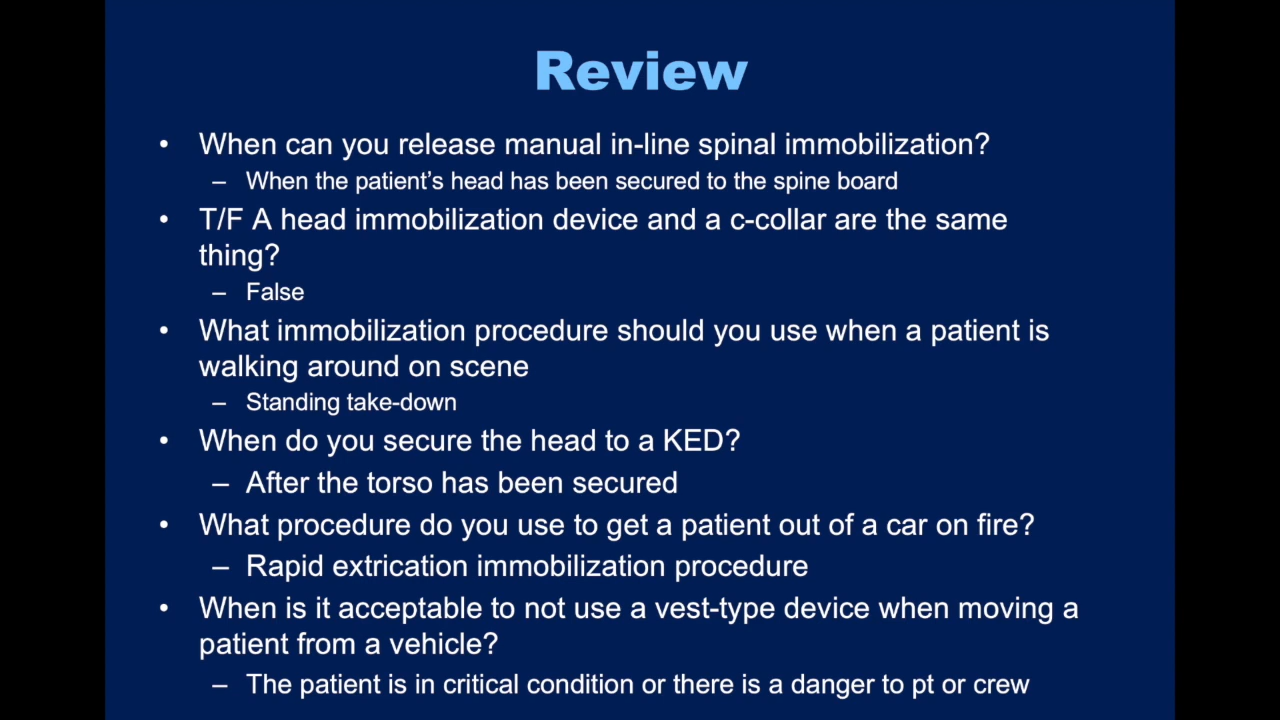 Review
• When can you release manual in-line spinal immobilization?
– When the patient’s head has been secured to the spine board
• T/F A head immobilization device and a c-collar are the same
thing?
– False
• What immobilization procedure should you use when a patient is
walking around on scene
– Standing take-down
• When do you secure the head to a KED?
– After the torso has been secured
• What procedure do you use to get a patient out of a car on fire?
– Rapid extrication immobilization procedure
• When is it acceptable to not use a vest-type device when moving a
patient from a vehicle?
– The patient is in critical condition or there is a danger to pt or crew